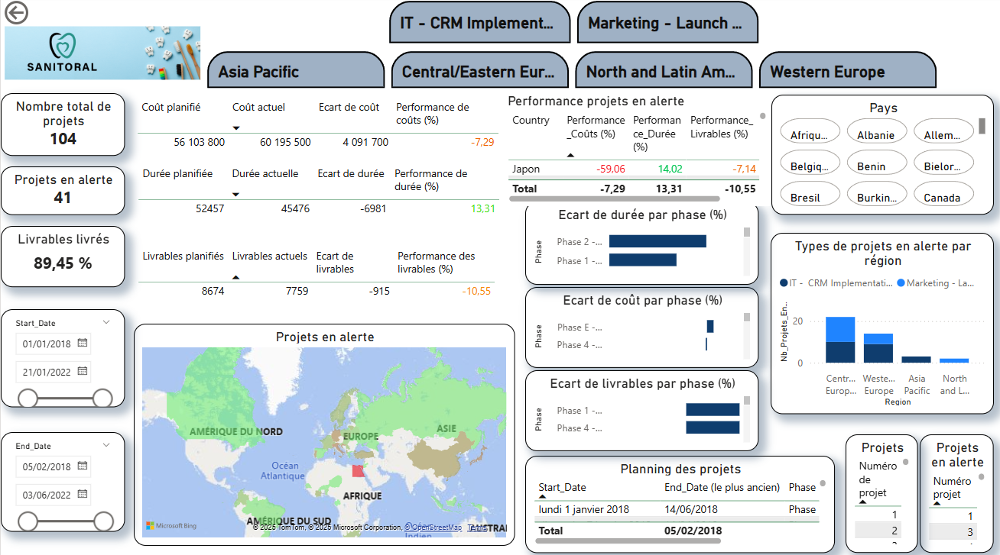 IT - CRM Implement...
Marketing - Launch ...
SANITORAL
Asia Pacific
Central/Eastern Eur...
North and Latin Am...
Western Europe
Nombre total de
projets
104
Projets en alerte
41
Livrables livrés
89,45 %
Start_Date
01/01/2018
21/01/2022
End_Date
05/02/2018
03/06/2022
Coût planifié
Coût actuel
Ecart de coût
Performance de
coûts (%)
56 103 800
60 195 500
4 091 700
-7,29
Durée planifiée
Durée actuelle
Ecart de durée
Performance de
durée (%)
52457
45476
-6981
13,31
Livrables planifiés
Livrables actuels
Ecart de
livrables
Performance des
livrables (%)
8674
7759
-915
-10,55
Projets en alerte
AMÉRIQUE DU NORD
EUROPE
ASIE
Océan
Atlantique
AFRIQUE
AMÉRIQUE DU SUD
Océan
Indien
Microsoft Bing
© 2025 TomTom, © 2025 Microsoft Corporation, © OpenStreetMap
Terms
Performance projets en alerte
Country
Performance
_Coûts (%)
Performan
ce_Durée
(%)
Performance_
Livrables (%)
Japon
-59,06
14,02
-7,14
Total
-7,29
13,31
-10,55
Ecart de durée par phase (%)
Phase
Phase 2 -...
Phase 1 -...
Ecart de coût par phase (%)
Phase
Phase E -...
Phase 4 -...
Ecart de livrables par phase (%)
Phase
Phase 1 -...
Phase 4 -...
Planning des projets
Start_Date
End_Date (le plus ancien)
Phase
lundi 1 janvier 2018
14/06/2018
Phase
Total
05/02/2018
Pays
Afriqu...
Albanie
Allem...
Belgiq...
Benin
Bielor...
Bresil
Burkin...
Canada
Types de projets en alerte par
région
IT - CRM Implementati...
Marketing - La...
Nb_Projets_En...
20
0
Centr...
Europ...
Weste...
Europe
Asia
Pacific
North
and L...
Region
Projets
Numéro
de
projet
1
2
Projets
en alerte
Numéro
projet
1
3